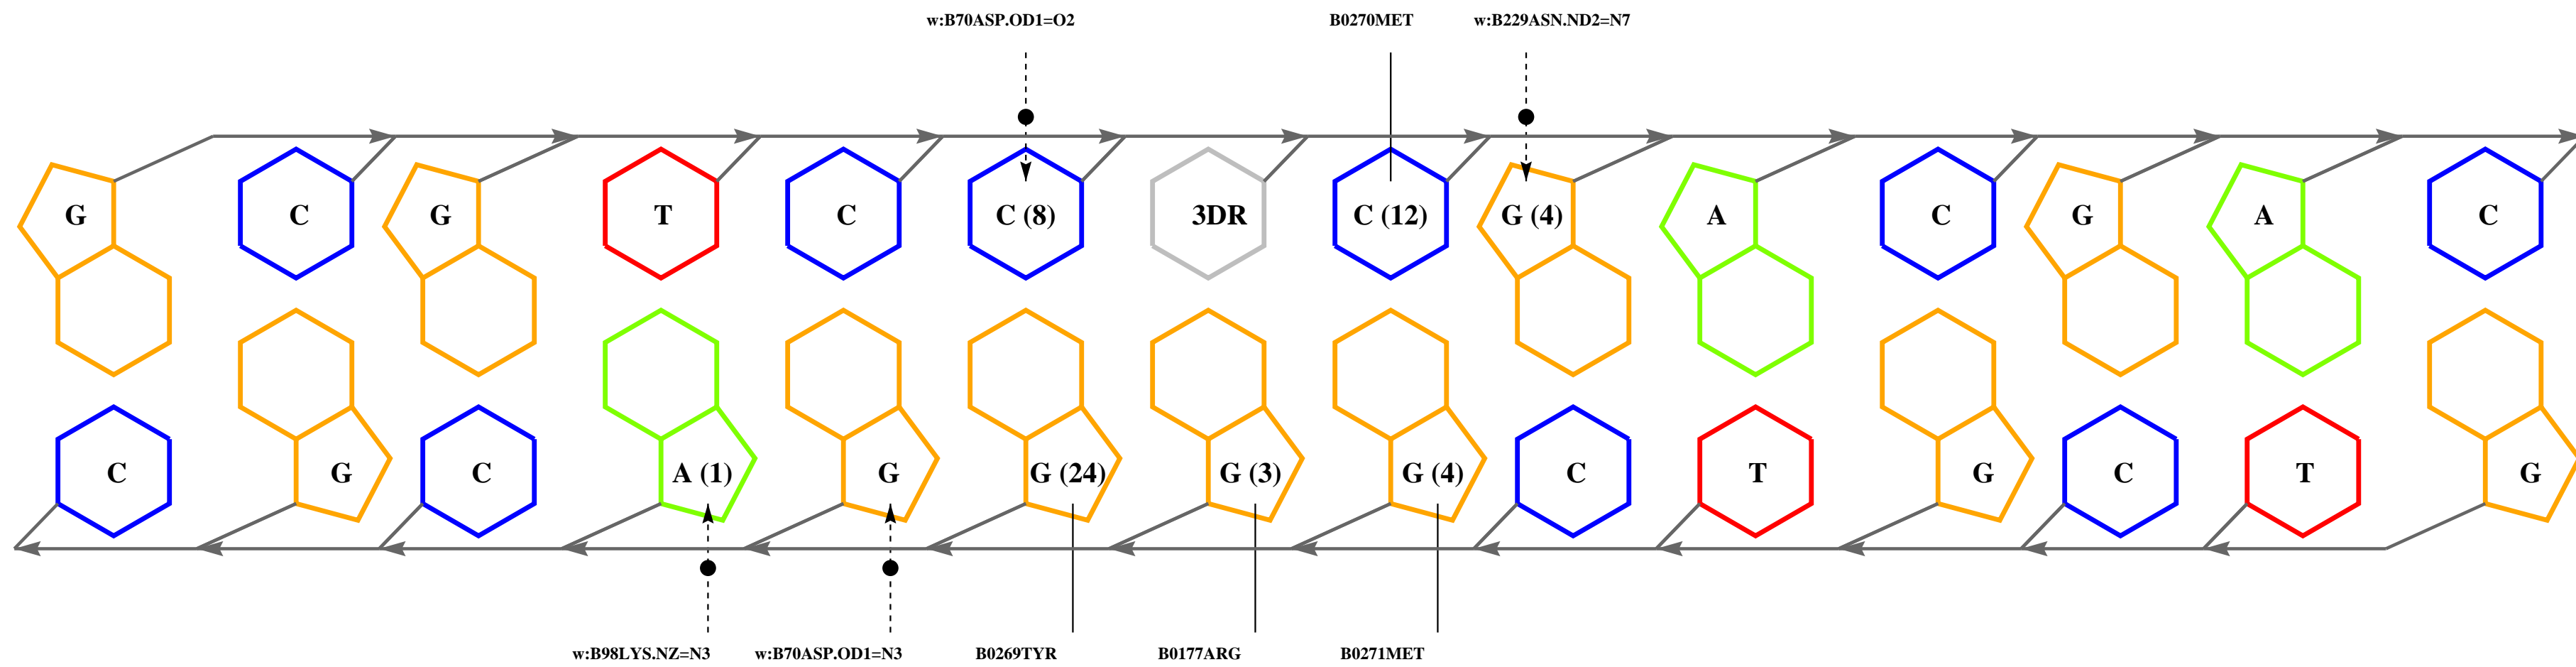 w:B70ASP.OD1=O2 B0270MET w:B229ASN.ND2=N7
G C G T C C (8) 3DR C (12) G (4) A C G A C
C G C A (1) G G (24) G (3) G (4) C T G C T G
w:B98LYS.NZ=N3 w:B70ASP.OD1=N3 B0269TYR B0177ARG B0271MET